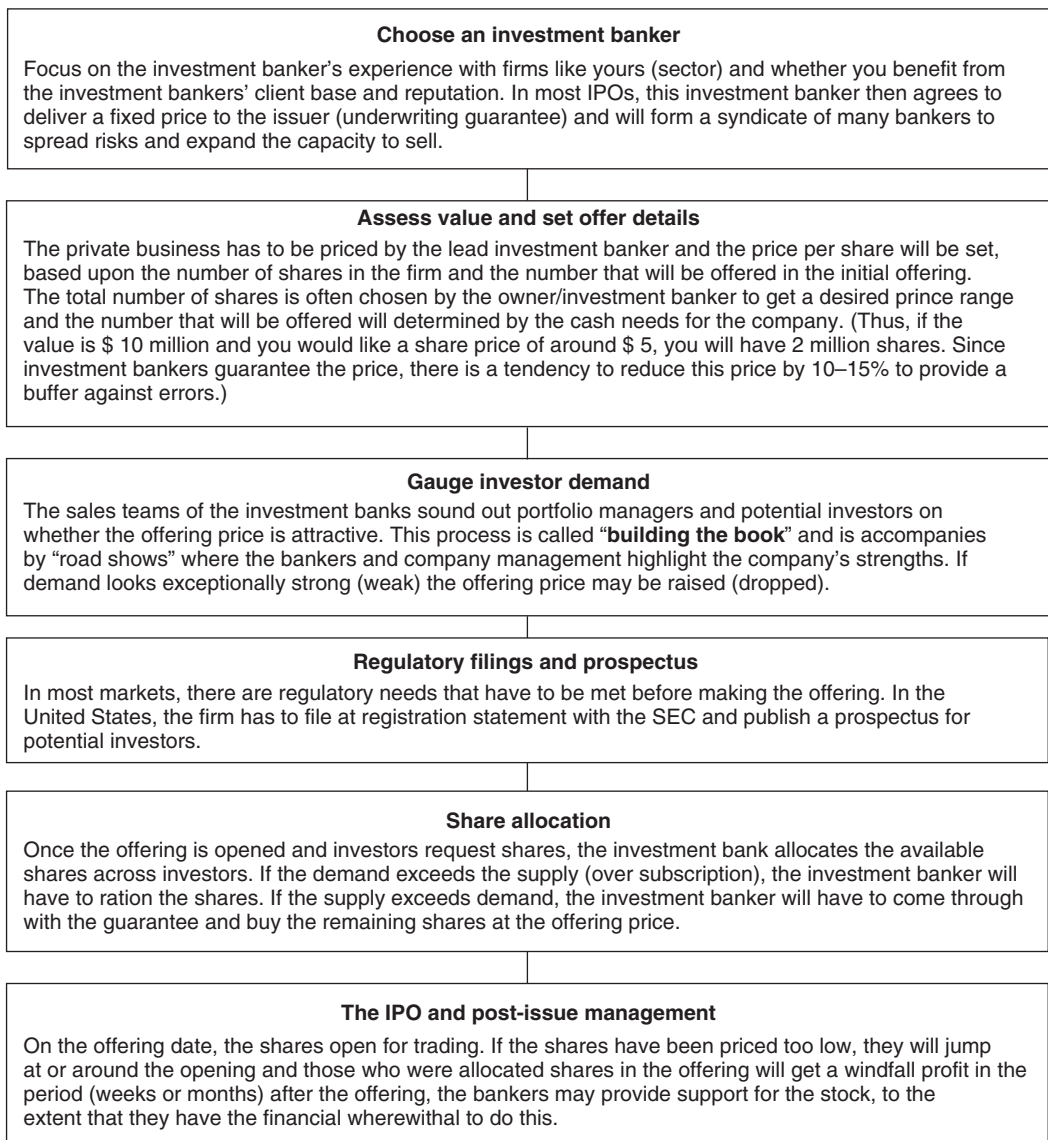 Choose an investment banker
Focus on the investment banker's experience with firms like yours (sector) and whether you benefit from
the investment bankers' client base and reputation. In most IPOs, this investment banker then agrees to
deliver a fixed price to the issuer (underwriting guarantee) and will form a syndicate of many bankers to
spread risks and expand the capacity to sell.
Assess value and set offer details
The private business has to be priced by the lead investment banker and the price per share will be set,
based upon the number of shares in the firm and the number that will be offered in the initial offering.
The total number of shares is often chosen by the owner/investment banker to get a desired prince range
and the number that will be offered will determined by the cash needs for the company. (Thus, if the
value is $ 10 million and you would like a share price of around $ 5, you will have 2 million shares. Since
investment bankers guarantee the price, there is a tendency to reduce this price by 10–15% to provide a
buffer against errors.)
Gauge investor demand
The sales teams of the investment banks sound out portfolio managers and potential investors on
whether the offering price is attractive. This process is called “building the book” and is accompanies
by “road shows” where the bankers and company management highlight the company’s strengths. If
demand looks exceptionally strong (weak) the offering price may be raised (dropped).
Regulatory filings and prospectus
In most markets, there are regulatory needs that have to be met before making the offering. In the
United States, the firm has to file at registration statement with the SEC and publish a prospectus for
potential investors.
Share allocation
Once the offering is opened and investors request shares, the investment bank allocates the available
shares across investors. If the demand exceeds the supply (over subscription), the investment banker will
have to ration the shares. If the supply exceeds demand, the investment banker will have to come through
with the guarantee and buy the remaining shares at the offering price.
The IPO and post-issue management
On the offering date, the shares open for trading. If the shares have been priced too low, they will jump
at or around the opening and those who were allocated shares in the offering will get a windfall profit in the
period (weeks or months) after the offering, the bankers may provide support for the stock, to the
extent that they have the financial wherewithal to do this.